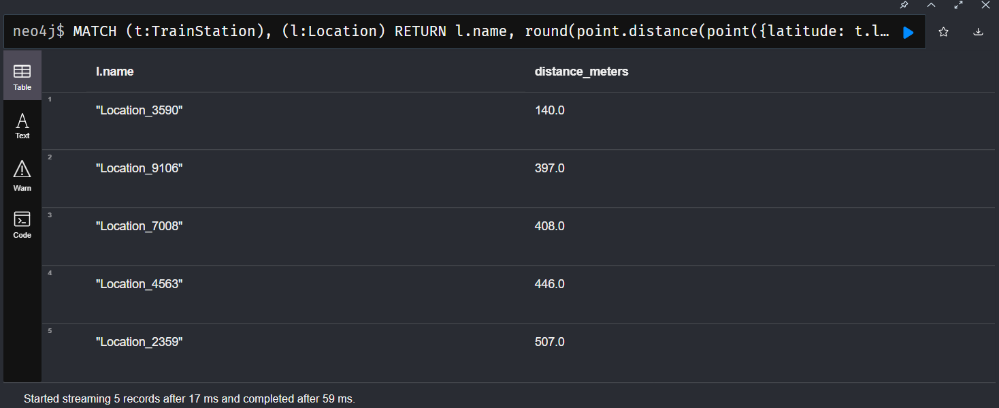 neo4j$ MATCH (t:TrainStation), (l:Location) RETURN l.name, round(point.distance(point({latitude: t.l…
Table
Text
Warn
Code
l.name distance_meters
1 "Location_3590" 140.0
2 "Location_9106" 397.0
3 "Location_7008" 408.0
4 "Location_4563" 446.0
5 "Location_2359" 507.0
Started streaming 5 records after 17 ms and completed after 59 ms.